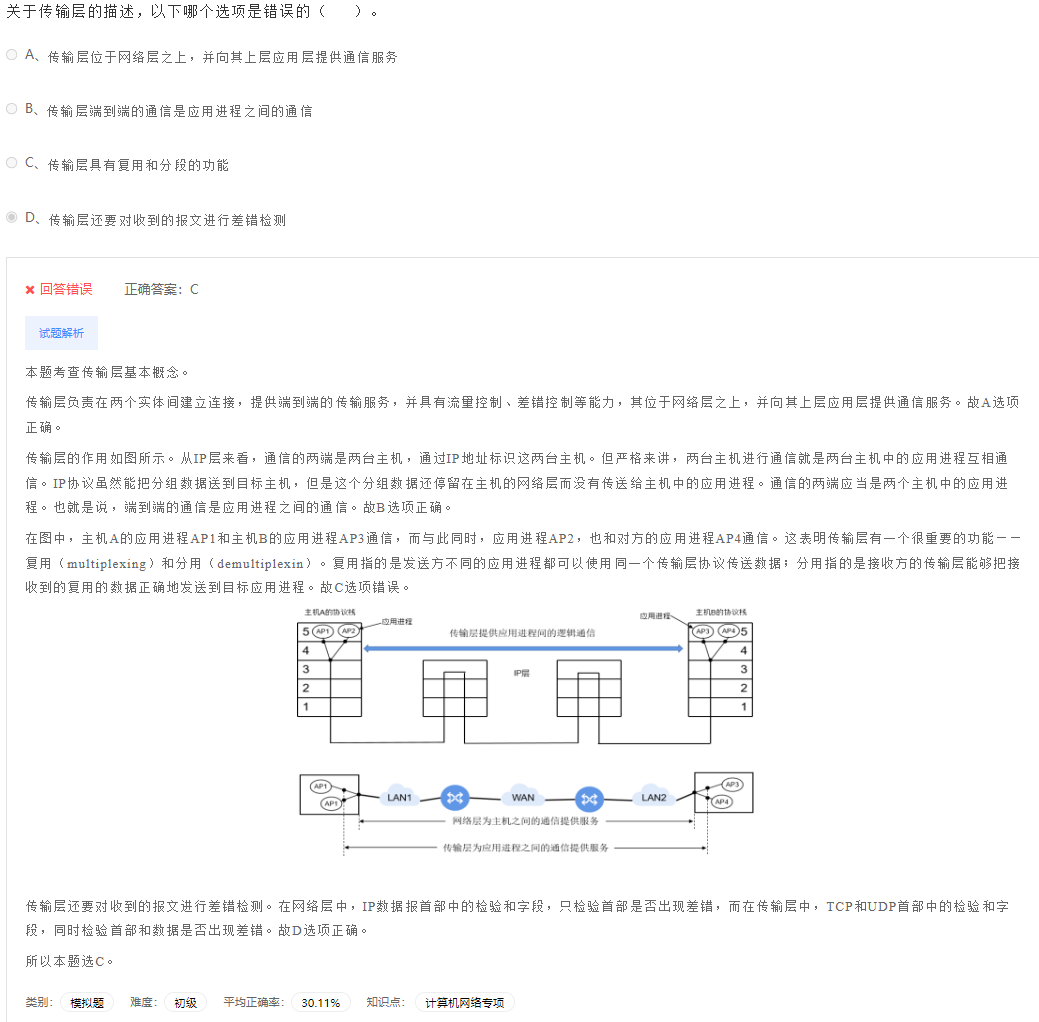 关于传输层的描述，以下哪个选项是错误的（　　）。
A、传输层位于网络层之上，并向其上层应用层提供通信服务
B、传输层端到端的通信是应用进程之间的通信
C、传输层具有复用和分段的功能
D、传输层还要对收到的报文进行差错检测
回答错误 正确答案：C
试题解析
本题考查传输层基本概念。
传输层负责在两个实体间建立连接，提供端到端的传输服务，并具有流量控制、差错控制等能力，其位于网络层之上，并向其上层应用层提供通信服务。故A选项
正确。
传输层的作用如图所示。从IP层来看，通信的两端是两台主机，通过IP地址标识这两台主机。但严格来讲，两台主机进行通信就是两台主机中的应用进程互相通
信。IP协议虽然能把分组数据送到目标主机，但是这个分组数据还停留在主机的网络层而没有传送给主机中的应用进程。通信的两端应当是两个主机中的应用进
程。也就是说，端到端的通信是应用进程之间的通信。故B选项正确。
在图中，主机A的应用进程AP1和主机B的应用进程AP3通信，而与此同时，应用进程AP2，也和对方的应用进程AP4通信。这表明传输层有一个很重要的功能——
复用（multiplexing）和分用（demultiplexin）。复用指的是发送方不同的应用进程都可以使用同一个传输层协议传送数据；分用指的是接收方的传输层能够把接
收到的复用的数据正确地发送到目标应用进程。故C选项错误。
主机A的协议栈 应用进程 应用进程 主机B的协议栈
5 AP1 AP2 传输层提供应用进程间的逻辑通信 AP3 AP4 5
4 4
3 IP层 3
2 2
1 1
AP1 AP3
LAN1 WAN LAN2
AP1 AP4
网络层为主机之间的通信提供服务
传输层为应用进程之间的通信提供服务
传输层还要对收到的报文进行差错检测。在网络层中，IP数据报首部中的检验和字段，只检验首部是否出现差错，而在传输层中，TCP和UDP首部中的检验和字
段，同时检验首部和数据是否出现差错。故D选项正确。
所以本题选C。
类别： 模拟题 难度： 初级 平均正确率： 30.11% 知识点： 计算机网络专项